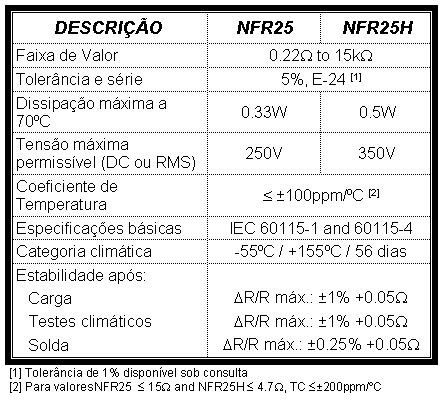 DESCRIÇÃO NFR25 NFR25H
Faixa de Valor 0.22Ω to 15kΩ
Tolerância e série 5%, E-24 [1]
Dissipação máxima a
70ºC 0.33W 0.5W
Tensão máxima
permissível (DC ou RMS) 250V 350V
Coeficiente de
Temperatura ≤ ±100ppm/ºC [2]
Especificações básicas IEC 60115-1 and 60115-4
Categoria climática -55ºC / +155ºC / 56 dias
Estabilidade após:
Carga ΔR/R máx.: ±1% +0.05Ω
Testes climáticos ΔR/R máx.: ±1% +0.05Ω
Solda ΔR/R máx.: ±0.25% +0.05Ω
[1] Tolerância de 1% disponível sob consulta
[2] Para valoresNFR25 ≤ 15Ω and NFR25H ≤ 4.7Ω, TC ≤ ±200ppm/ºC